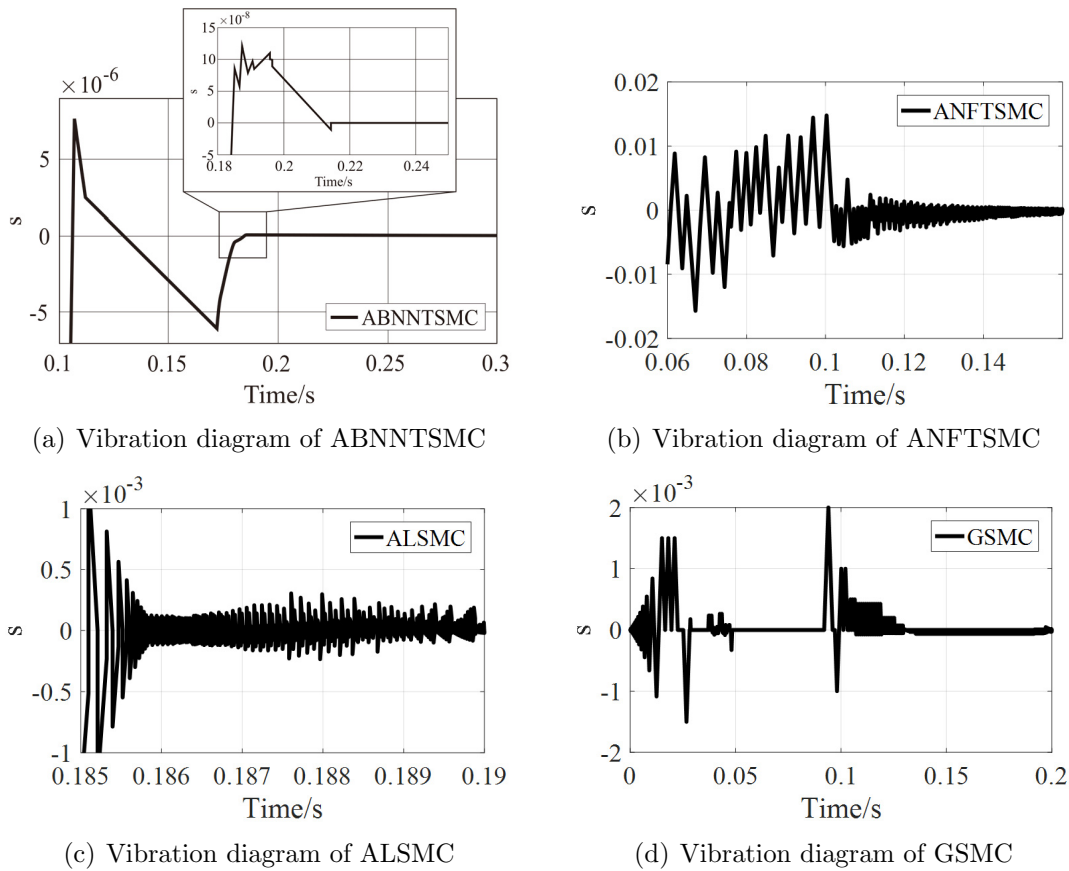 ×10^-8
15
10
5
s
0
-5
0.18 0.2 0.22 0.24
Time/s
×10^-6
5
s
0
-5
ABNNTSMC
0.1 0.15 0.2 0.25 0.3
Time/s
(a) Vibration diagram of ABNNTSMC
0.02
0.01
s
0
-0.01
-0.02
ANFTSMC
0.06 0.08 0.1 0.12 0.14
Time/s
(b) Vibration diagram of ANFTSMC
×10^-3
1
0.5
s
0
-0.5
-1
ALSMC
0.185 0.186 0.187 0.188 0.189 0.19
Time/s
(c) Vibration diagram of ALSMC
×10^-3
2
1
s
0
-1
-2
GSMC
0 0.05 0.1 0.15 0.2
Time/s
(d) Vibration diagram of GSMC